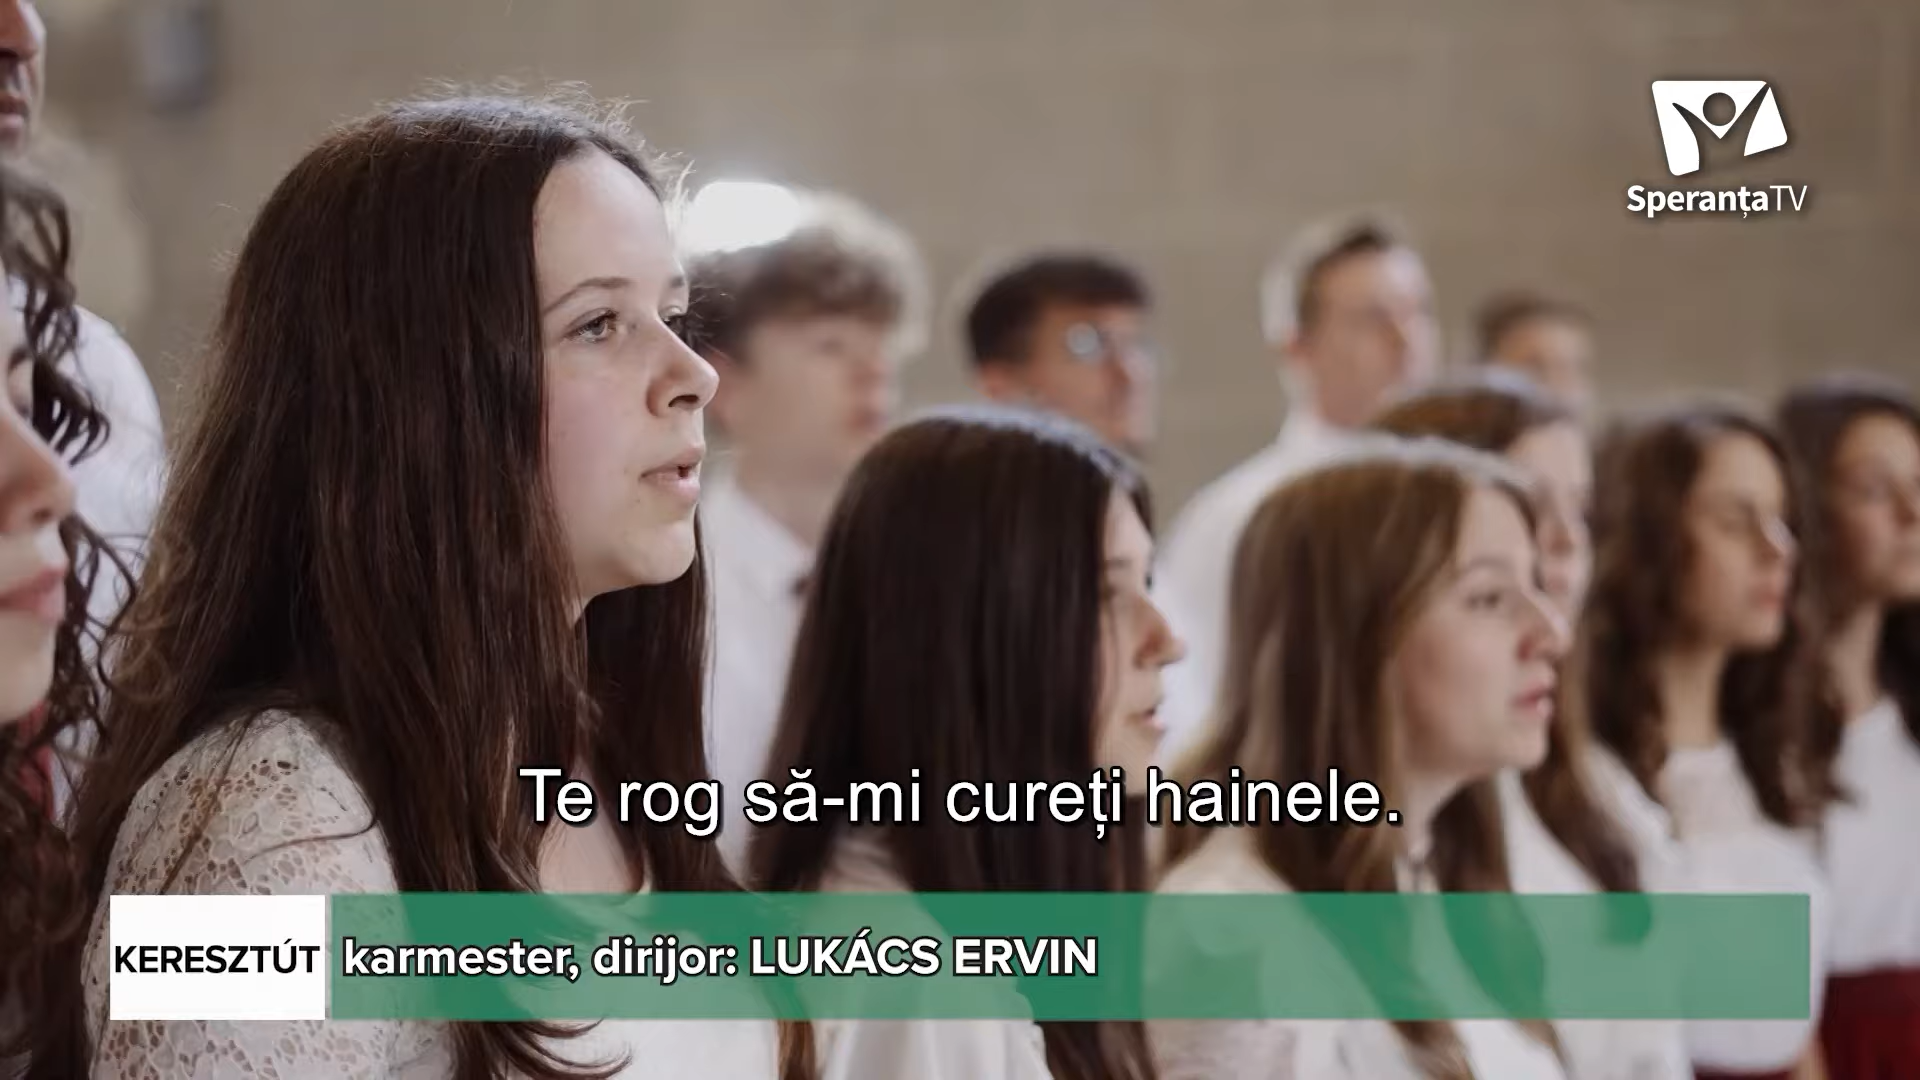 SperanțaTV
Te rog să-mi cureți hainele.
KERESZTÚT
karmester, dirijor: LUKÁCS ERVIN